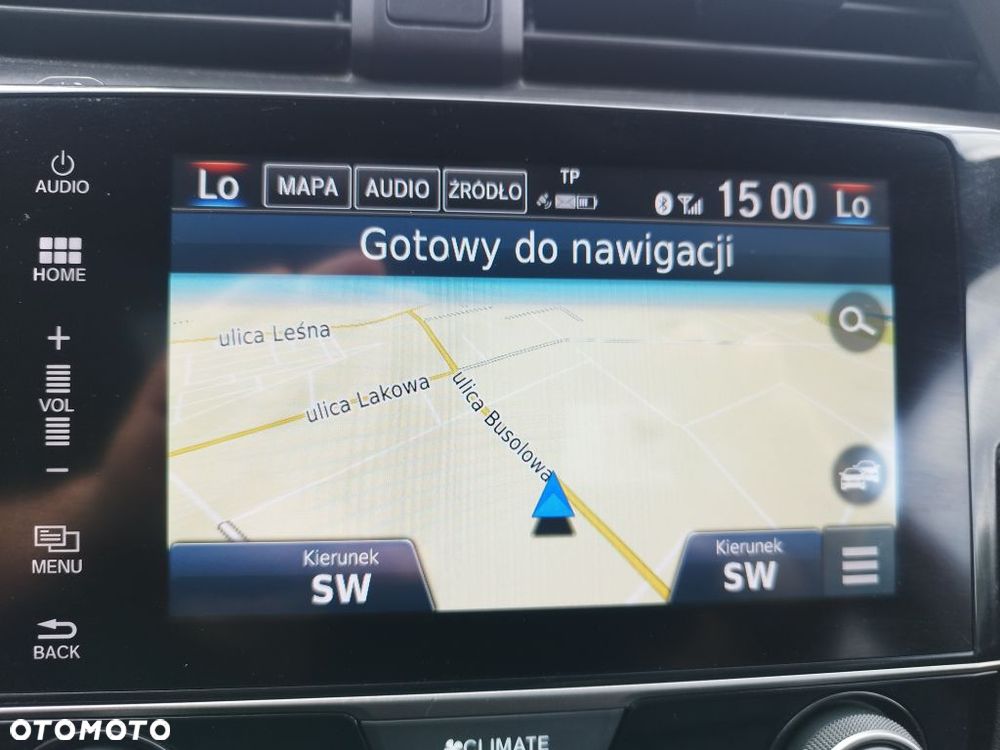 AUDIO
HOME
+
VOL
−
MENU
BACK
Lo MAPA AUDIO ŹRÓDŁO TP 15 00 Lo
Gotowy do nawigacji
ulica Leśna
ulica Lakowa
ulica Busolowa
Kierunek
SW
Kierunek
SW
CLIMATE
OTOMOTO